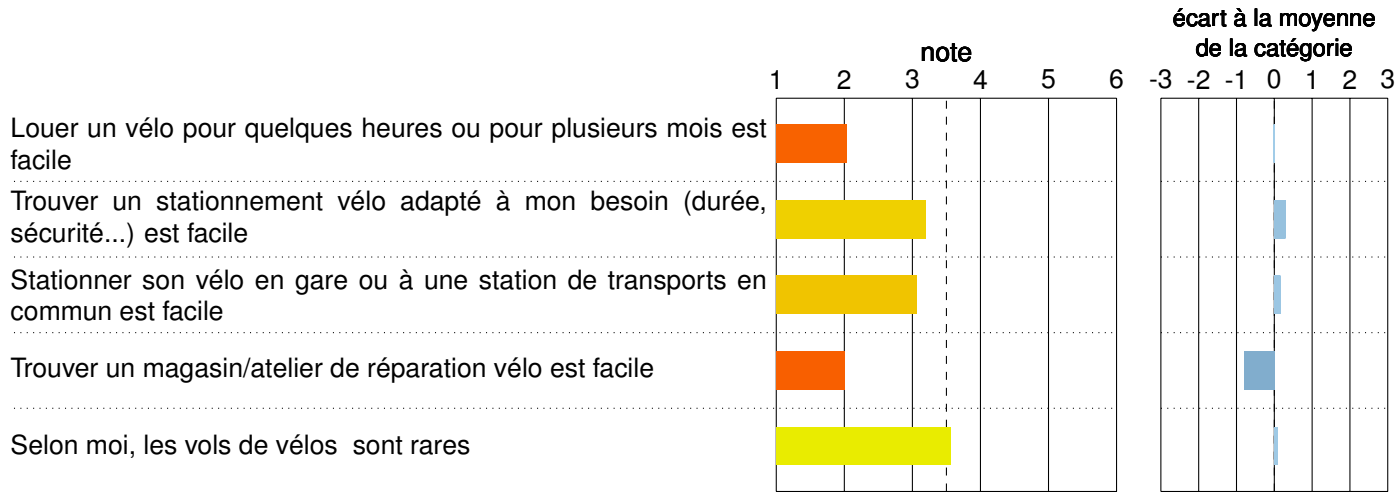 écart à la moyenne
de la catégorie
note
1 2 3 4 5 6
-3 -2 -1 0 1 2 3
Louer un vélo pour quelques heures ou pour plusieurs mois est
facile
Trouver un stationnement vélo adapté à mon besoin (durée,
sécurité...) est facile
Stationner son vélo en gare ou à une station de transports en
commun est facile
Trouver un magasin/atelier de réparation vélo est facile
Selon moi, les vols de vélos sont rares